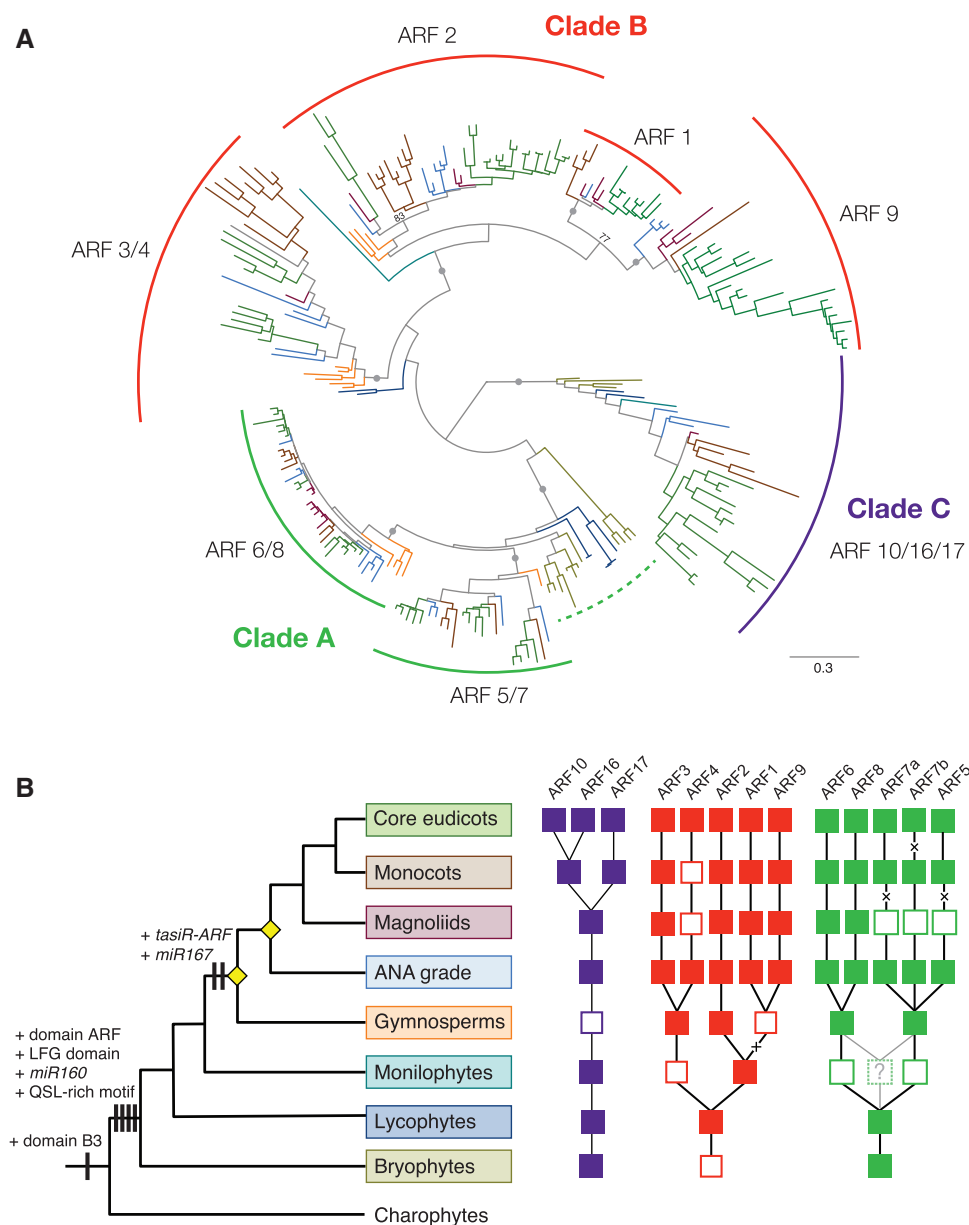 A
ARF 2
Clade B
ARF 1
ARF 9
ARF 3/4
83
77
ARF 6/8
Clade C
ARF 10/16/17
Clade A
ARF 5/7
0.3
B
ARF10
ARF16
ARF17
ARF3
ARF4
ARF2
ARF1
ARF9
ARF6
ARF8
ARF7a
ARF7b
ARF5
Core eudicots
Monocots
+ tasiR-ARF
+ miR167
Magnoliids
ANA grade
Gymnosperms
+ domain ARF
+ LFG domain
+ miR160
+ QSL-rich motif
Monilophytes
?
Lycophytes
+ domain B3
Bryophytes
Charophytes